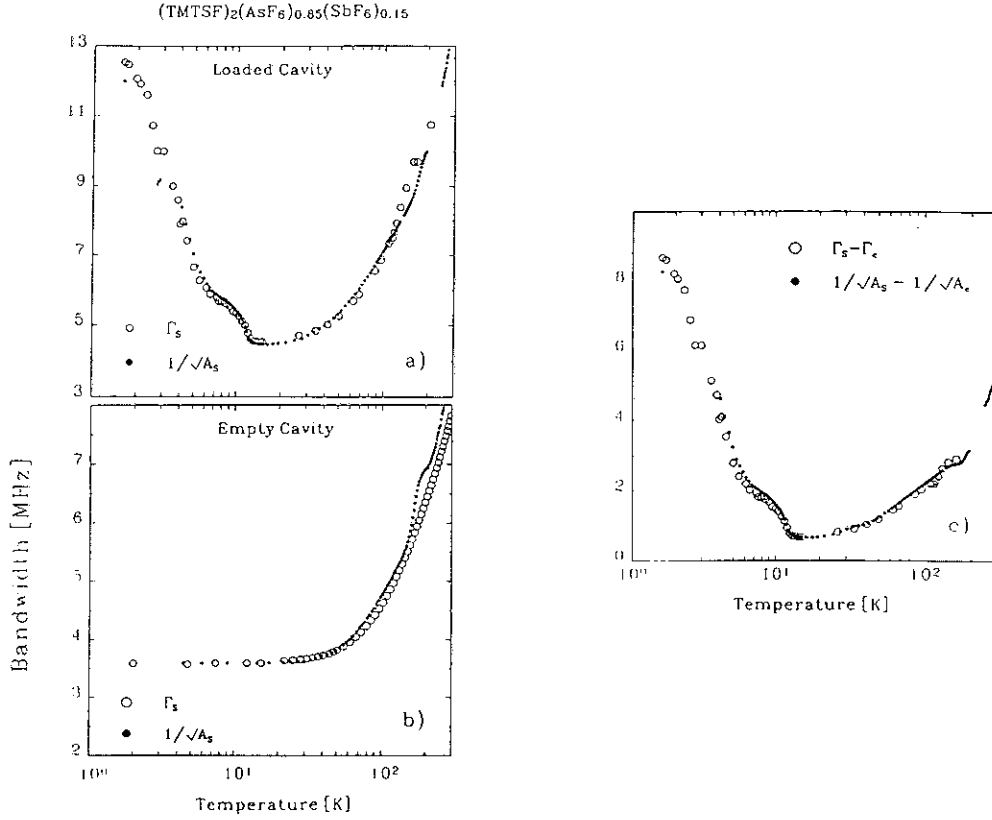 (TMTSF)2(AsF6)0.85(SbF6)0.15
Loaded Cavity
13
11
9
7
5
3
Γs
1/√As
a)
Empty Cavity
7
6
5
4
3
2
Γs
1/√As
b)
10⁰
10¹
10²
Temperature [K]
Bandwidth [MHz]
Γs-Γe
1/√As - 1/√Ae
8
6
4
2
0
c)
10⁰
10¹
10²
Temperature [K]